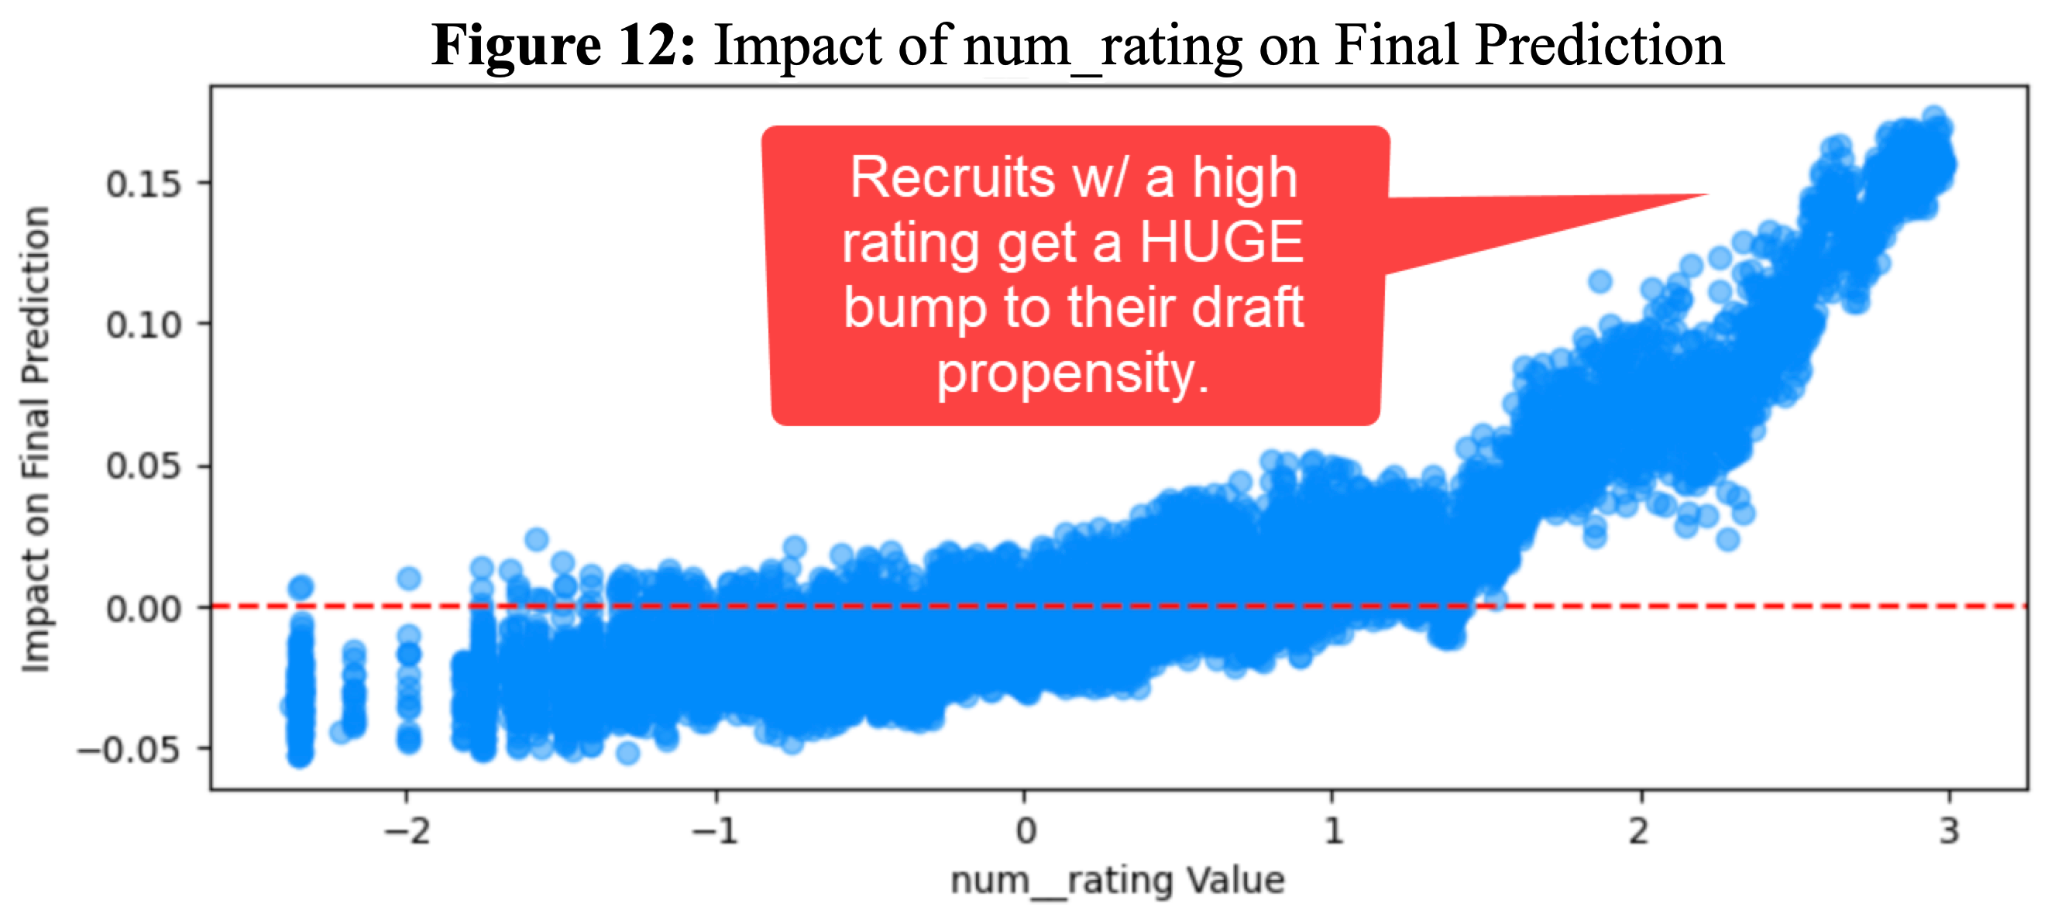 Figure 12: Impact of num_rating on Final Prediction
Recruits w/ a high
rating get a HUGE
bump to their draft
propensity.
Impact on Final Prediction
0.15
0.10
0.05
0.00
−0.05
−2
−1
0
1
2
3
num__rating Value